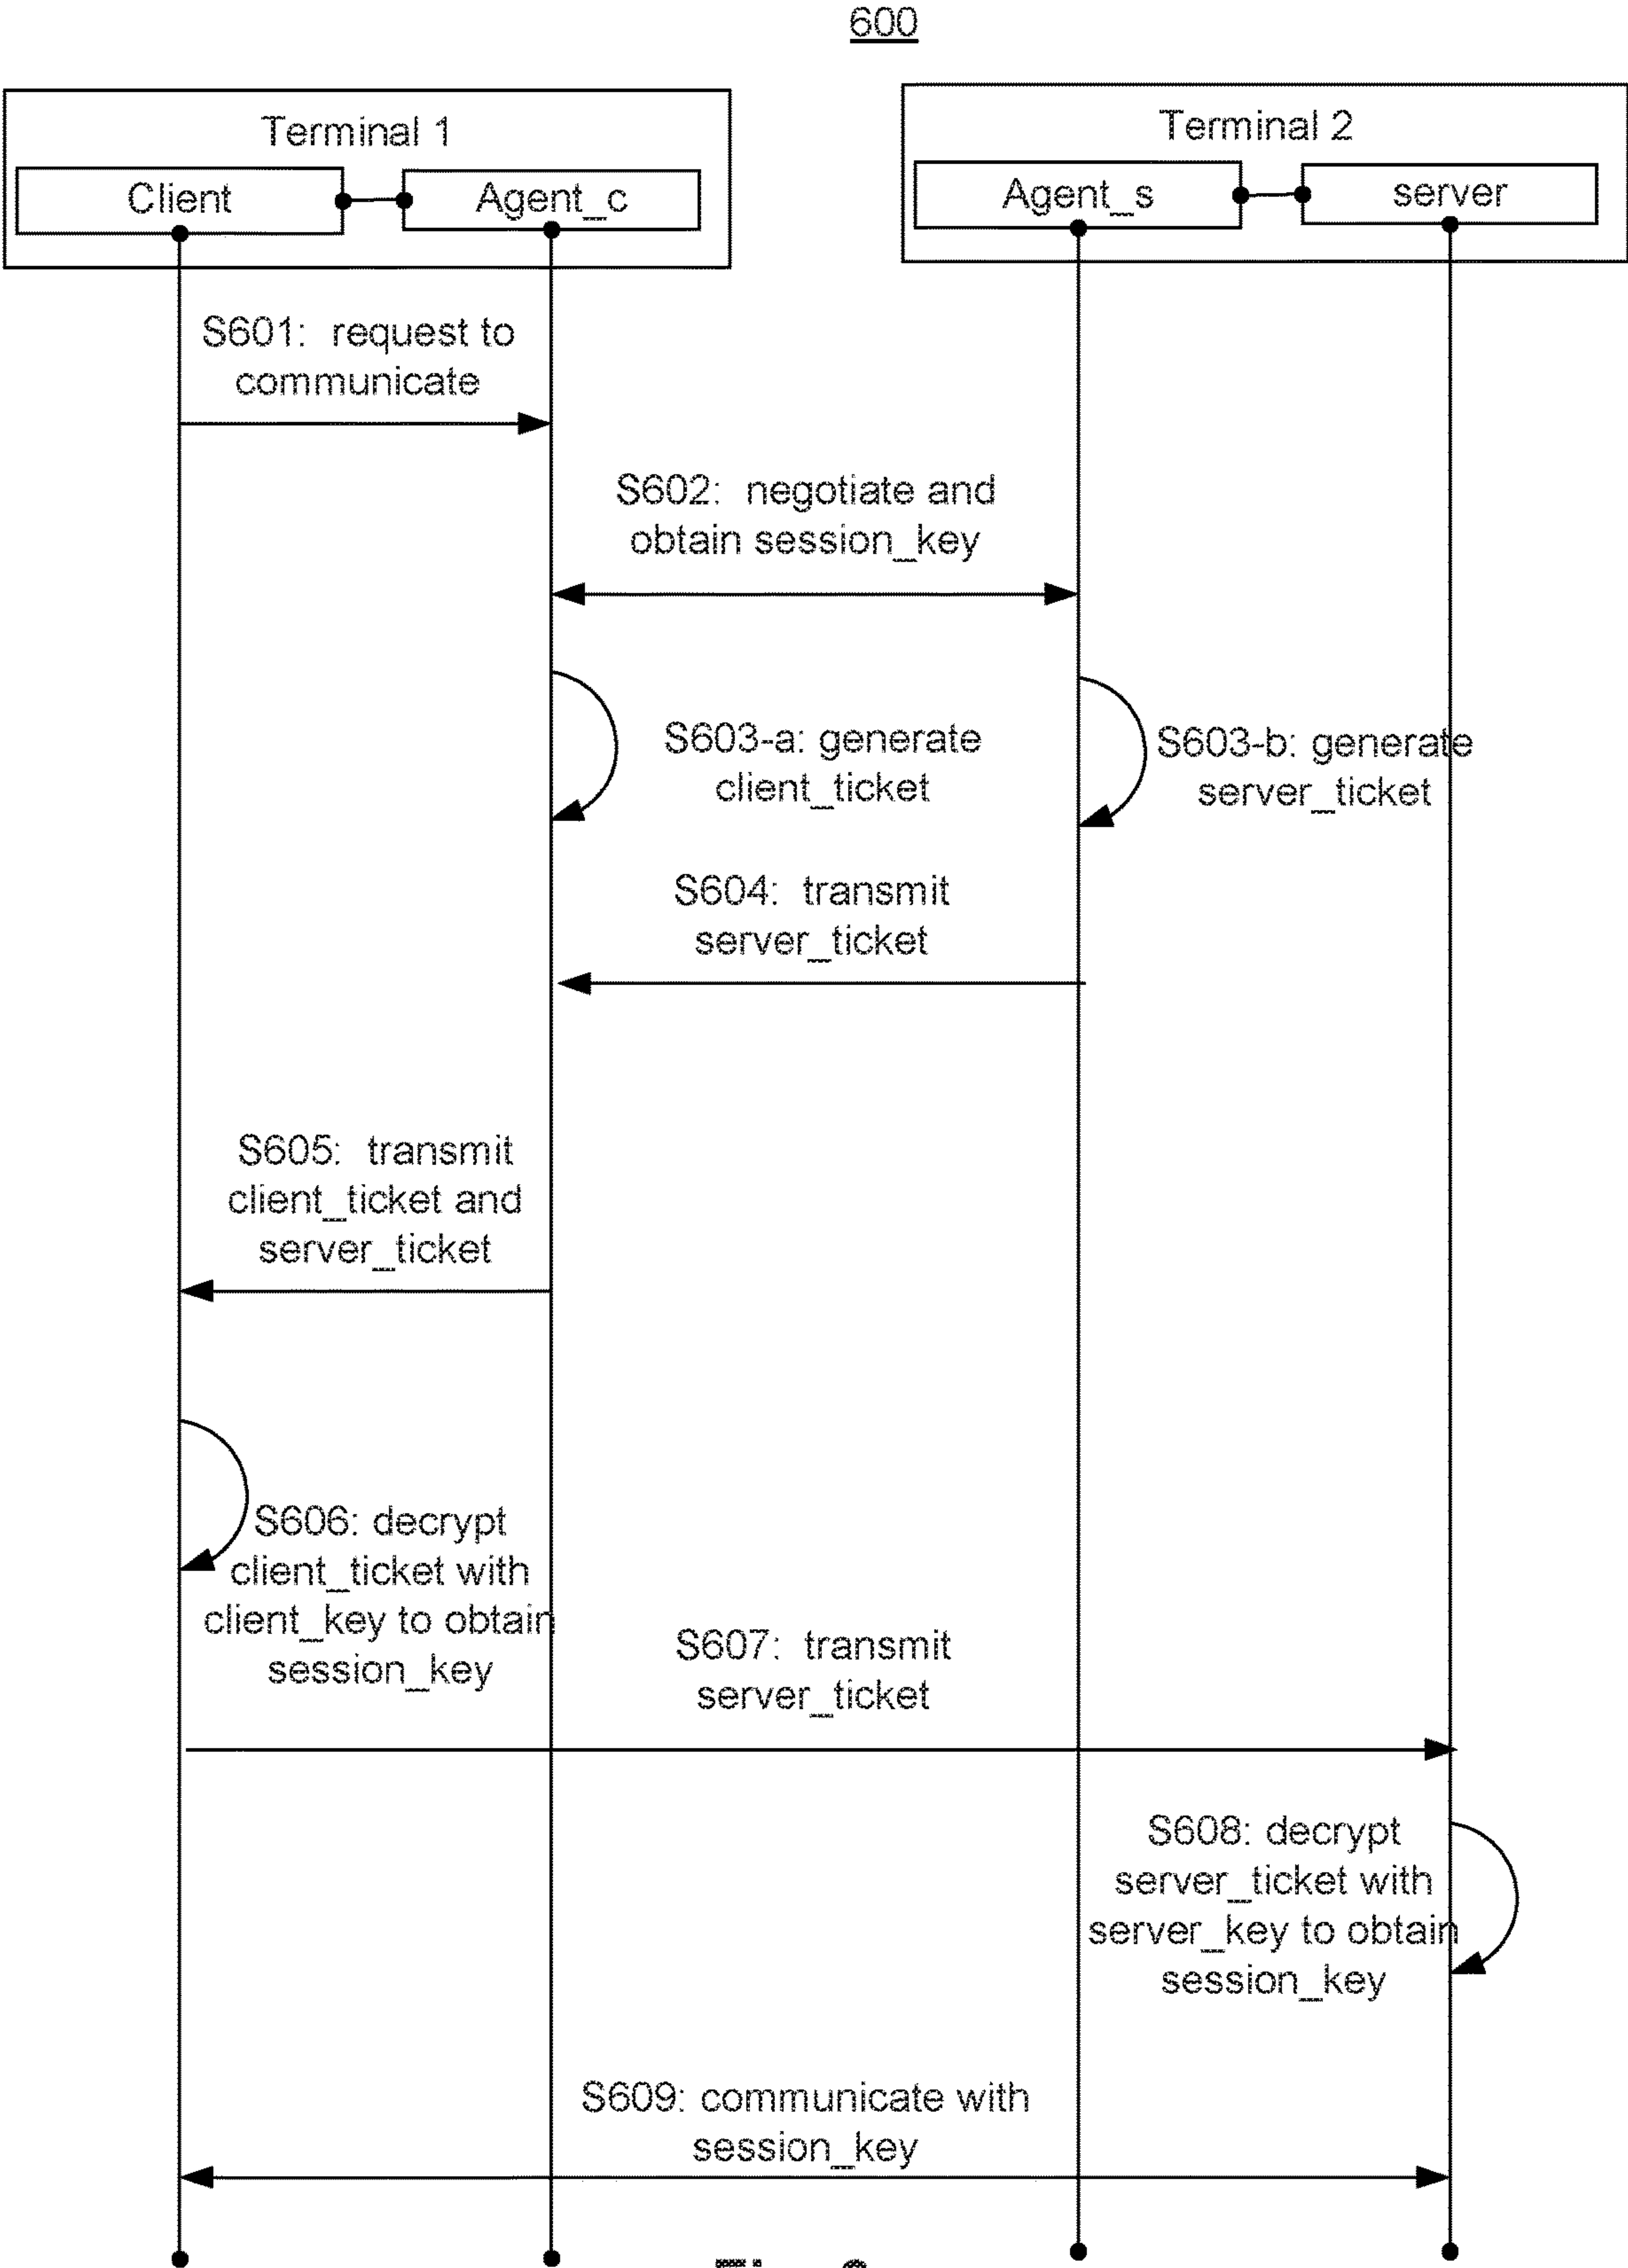 600
Terminal 1
Terminal 2
Client
Agent_c
Agent_s
server
S601: request to
communicate
S602: negotiate and
obtain session_key
S603-a: generate
client_ticket
S603-b: generate
server_ticket
S604: transmit
server_ticket
S605: transmit
client_ticket and
server_ticket
S606: decrypt
client_ticket with
client_key to obtain
session_key
S607: transmit
server_ticket
S608: decrypt
server_ticket with
server_key to obtain
session_key
S609: communicate with
session_key